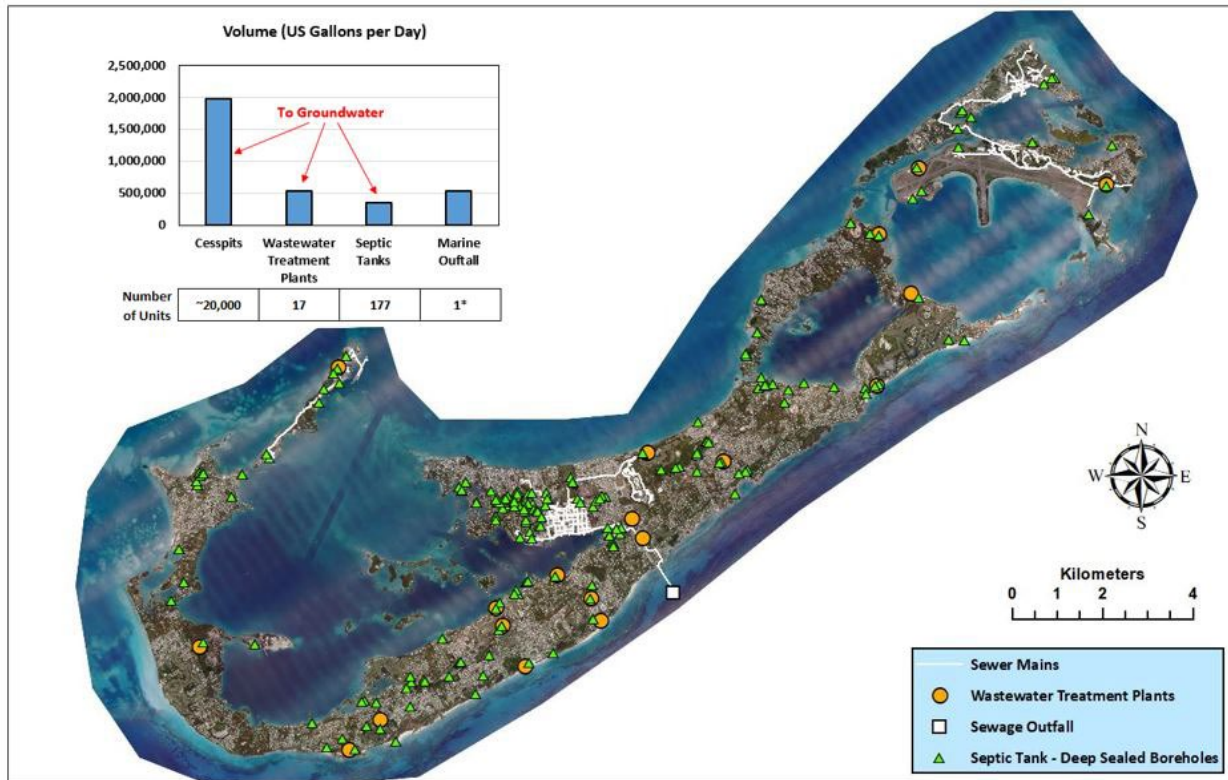 Volume (US Gallons per Day)
2,500,000
2,000,000
1,500,000
1,000,000
500,000
0
To Groundwater
Cesspits
Wastewater
Treatment
Plants
Septic
Tanks
Marine
Ouftall
Number
of Units
~20,000
17
177
1*
N
W
E
S
Kilometers
0 1 2 4
Sewer Mains
Wastewater Treatment Plants
Sewage Outfall
Septic Tank - Deep Sealed Boreholes